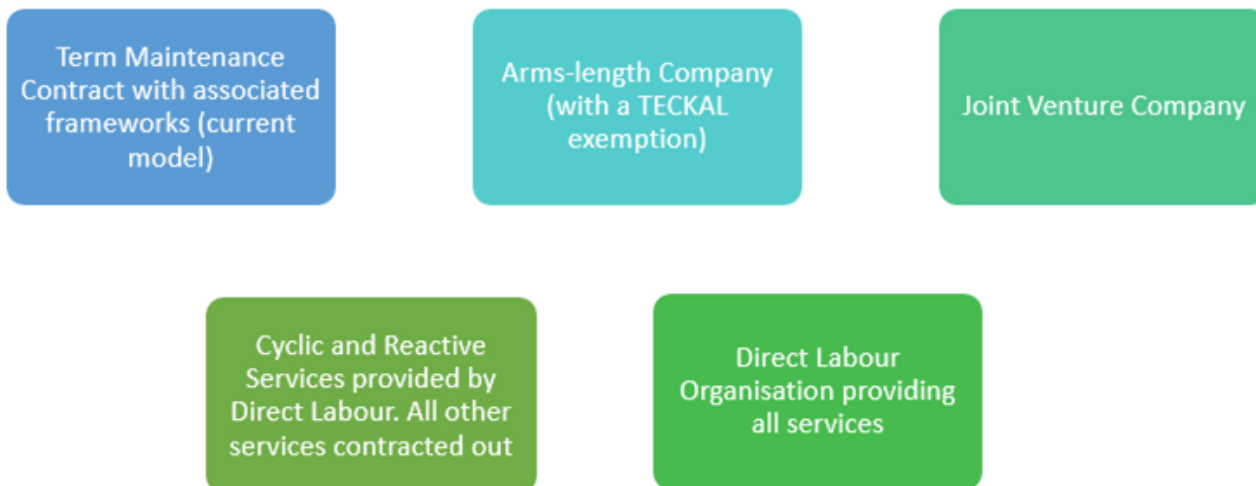 Term Maintenance
Contract with associated
frameworks (current
model)
Arms-length Company
(with a TECKAL
exemption)
Joint Venture Company
Cyclic and Reactive
Services provided by
Direct Labour. All other
services contracted out
Direct Labour
Organisation providing
all services